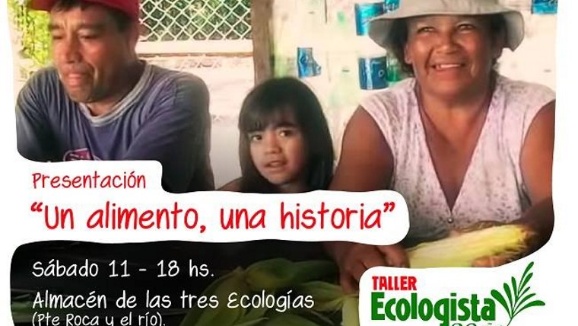 Presentación
"Un alimento, una historia"
Sábado 11 - 18 hs.
Almacén de las tres Ecologías
(Pte Roca y el río).
TALLER
Ecologista